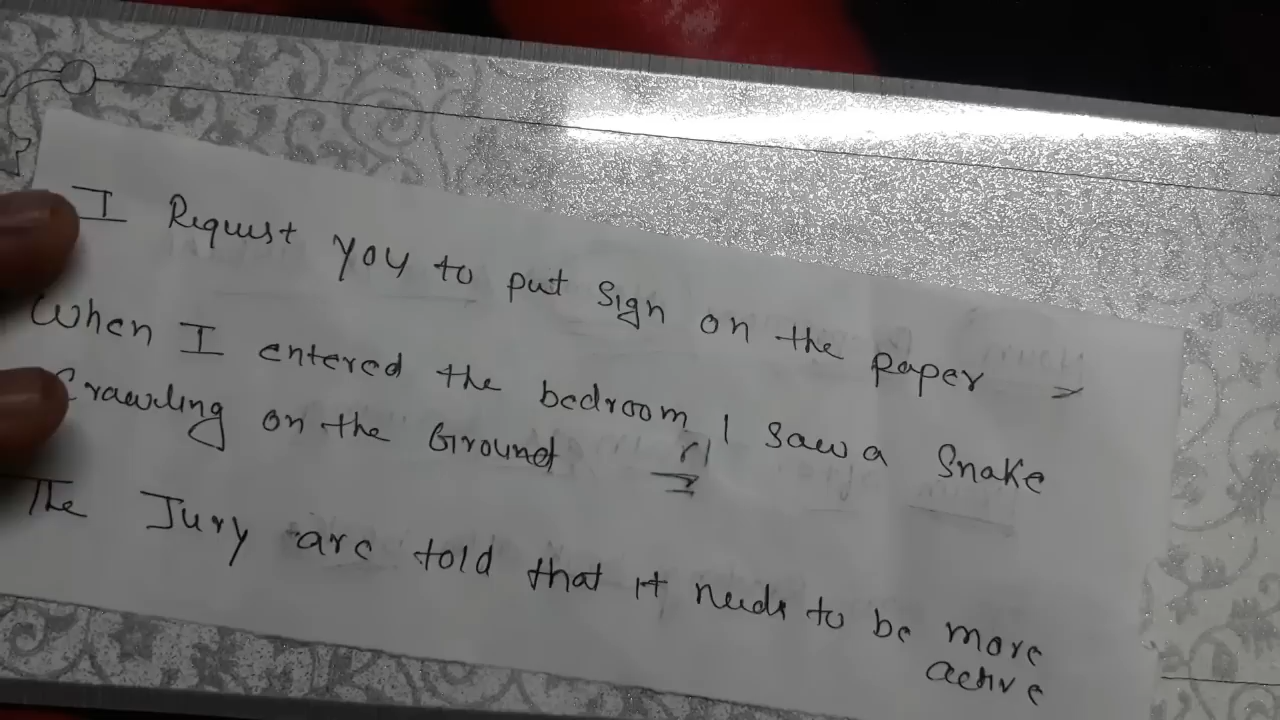 I Request you to put sign on the paper
When I entered the bedroom I saw a Snake
Crawling on the Ground
The Jury are told that it needs to be more
active